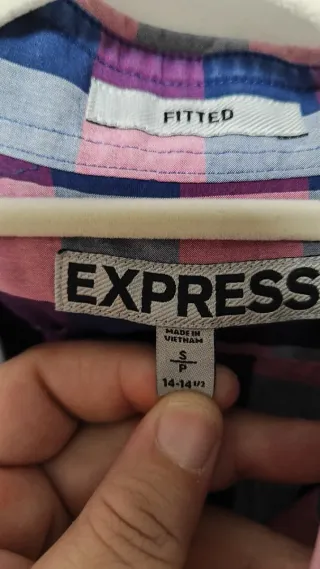 FITTED
EXPRESS
MADE IN
VIETNAM
S
P
14-14 1/2